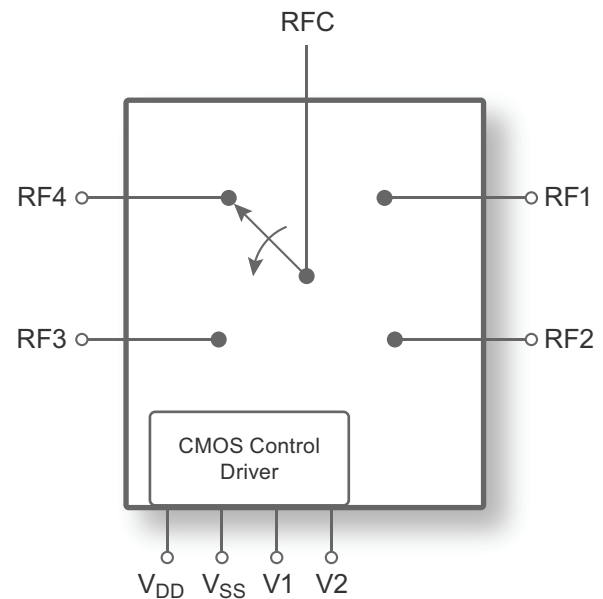 RFC
RF4
RF1
RF3
RF2
CMOS Control
Driver
VDD VSS V1 V2